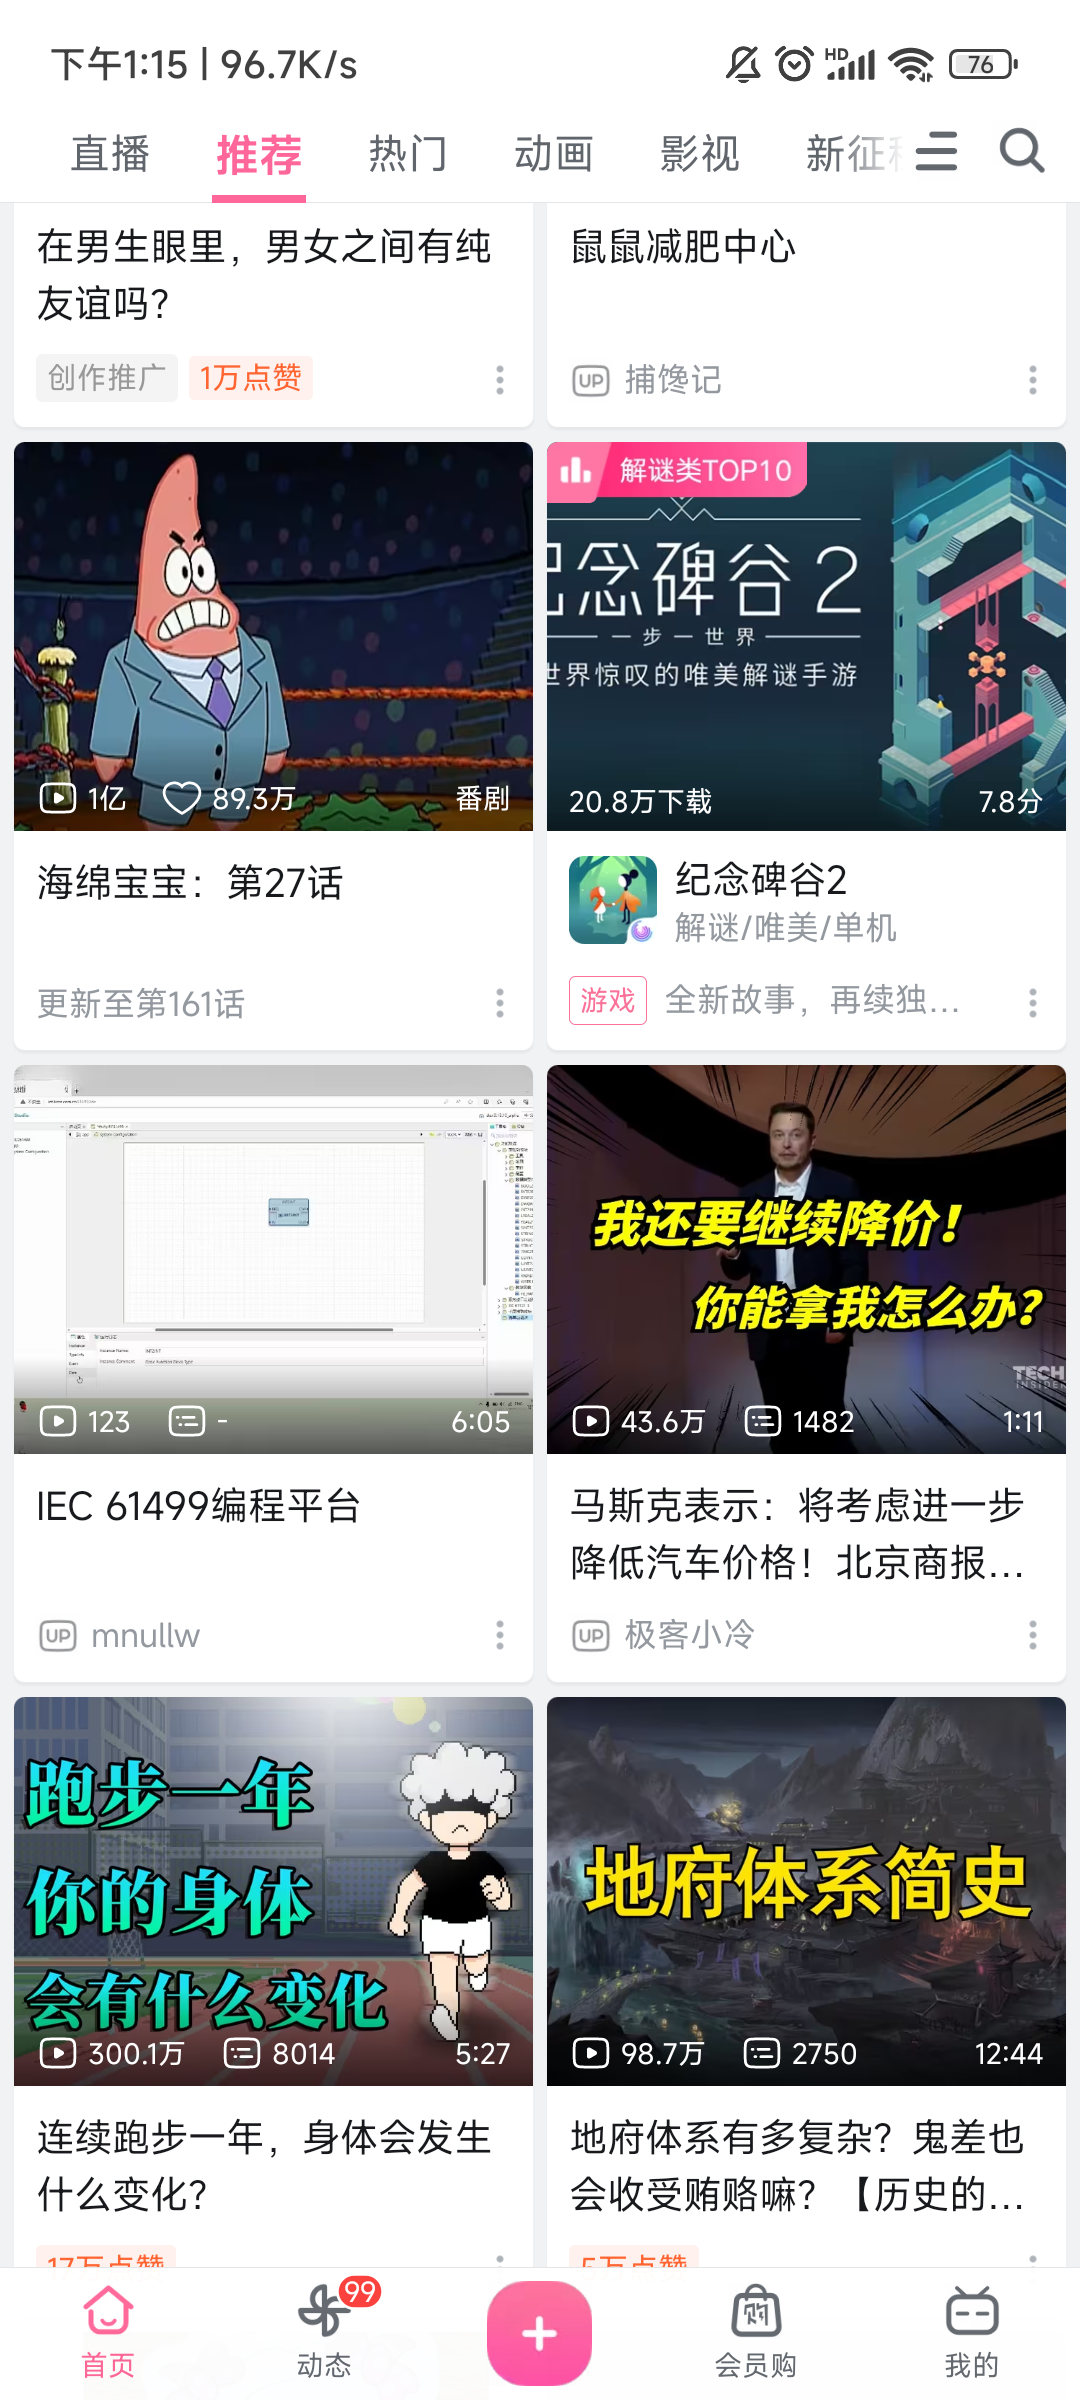 下午1:15 | 96.7K/s
HD
76
直播
推荐
热门
动画
影视
新征
在男生眼里，男女之间有纯
友谊吗？
创作推广
1万点赞
鼠鼠减肥中心
UP 捕馋记
1亿
89.3万
番剧
海绵宝宝：第27话
更新至第161话
解谜类TOP10
纪念碑谷2
一步一世界
世界惊叹的唯美解谜手游
20.8万下载
7.8分
纪念碑谷2
解谜/唯美/单机
游戏
全新故事，再续独...
123
-
6:05
IEC 61499编程平台
UP mnullw
我还要继续降价！
你能拿我怎么办？
TECH
INSIDER
43.6万
1482
1:11
马斯克表示：将考虑进一步
降低汽车价格！北京商报...
UP 极客小冷
跑步一年
你的身体
会有什么变化
300.1万
8014
5:27
连续跑步一年，身体会发生
什么变化？
17万点赞
地府体系简史
98.7万
2750
12:44
地府体系有多复杂？鬼差也
会收受贿赂嘛？【历史的...
5万点赞
首页
动态
99
会员购
我的